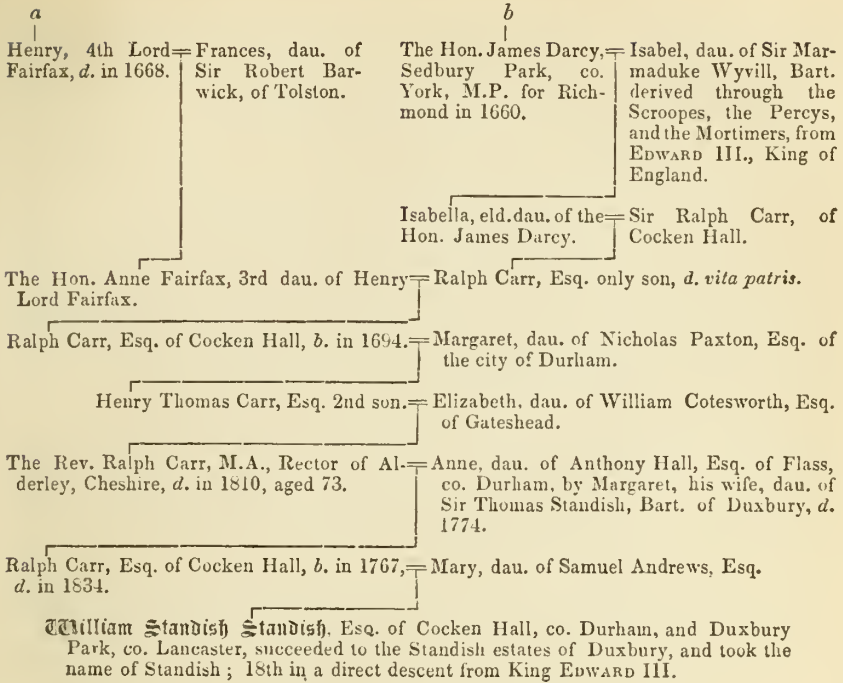 a
b
Henry, 4th Lord
Fairfax, d. in 1668.
Frances, dau. of
Sir Robert Bar-
wick, of Tolston.
The Hon. James Darcy,
Sedbury Park, co.
York, M.P. for Rich-
mond in 1660.
Isabel, dau. of Sir Mar-
maduke Wyvill, Bart.
derived through the
Scroopes, the Percys,
and the Mortimers, from
EDWARD III., King of
England.
Isabella, eld. dau. of the
Hon. James Darcy.
Sir Ralph Carr, of
Cocken Hall.
The Hon. Anne Fairfax, 3rd dau. of Henry
Lord Fairfax.
Ralph Carr, Esq. only son, d. vita patris.
Ralph Carr, Esq. of Cocken Hall, b. in 1694.
Margaret, dau. of Nicholas Paxton, Esq. of
the city of Durham.
Henry Thomas Carr, Esq. 2nd son.
Elizabeth, dau. of William Cotesworth, Esq.
of Gateshead.
The Rev. Ralph Carr, M.A., Rector of Al-
derley, Cheshire, d. in 1810, aged 73.
Anne, dau. of Anthony Hall, Esq. of Flass,
co. Durham, by Margaret, his wife, dau. of
Sir Thomas Standish, Bart. of Duxbury, d.
1774.
Ralph Carr, Esq. of Cocken Hall, b. in 1767,
d. in 1834.
Mary, dau. of Samuel Andrews, Esq.
William Standish Standish, Esq. of Cocken Hall, co. Durham, and Duxbury
Park, co. Lancaster, succeeded to the Standish estates of Duxbury, and took the
name of Standish ; 18th in a direct descent from King EDWARD III.